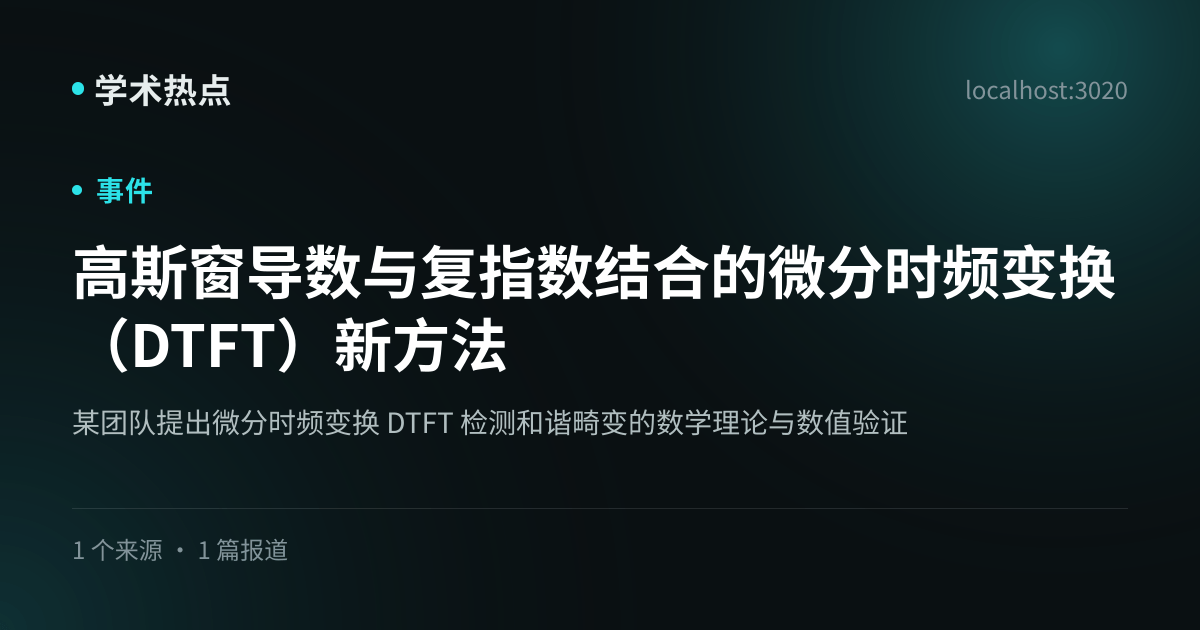 学术热点
localhost:3020
事件
高斯窗导数与复指数结合的微分时频变换
（DTFT）新方法
某团队提出微分时频变换 DTFT 检测和谐畸变的数学理论与数值验证
1 个来源 · 1 篇报道